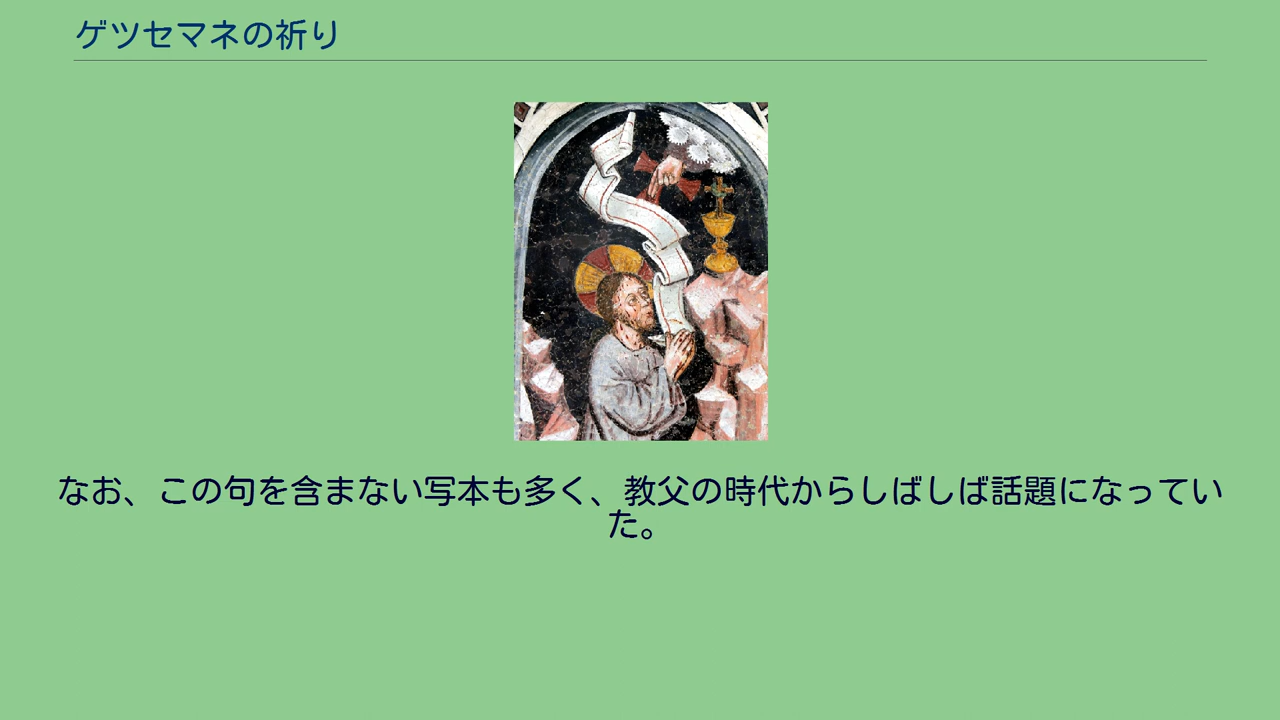 ゲツセマネの祈り
なお、この句を含まない写本も多く、教父の時代からしばしば話題になってい
た。